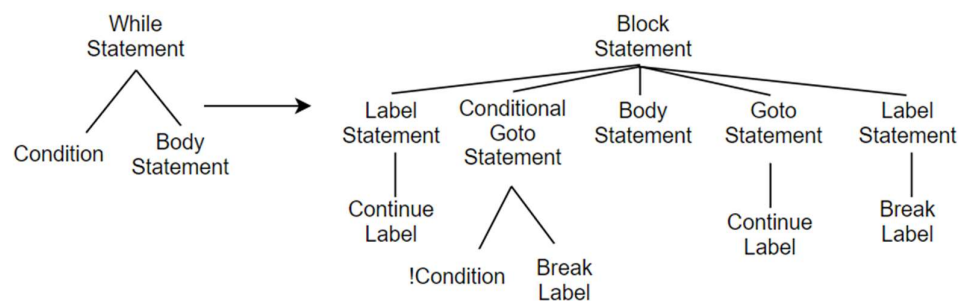 While
Statement
Condition
Body
Statement
Block
Statement
Label
Statement
Conditional
Goto
Statement
Body
Statement
Goto
Statement
Label
Statement
Continue
Label
!Condition
Break
Label
Continue
Label
Break
Label